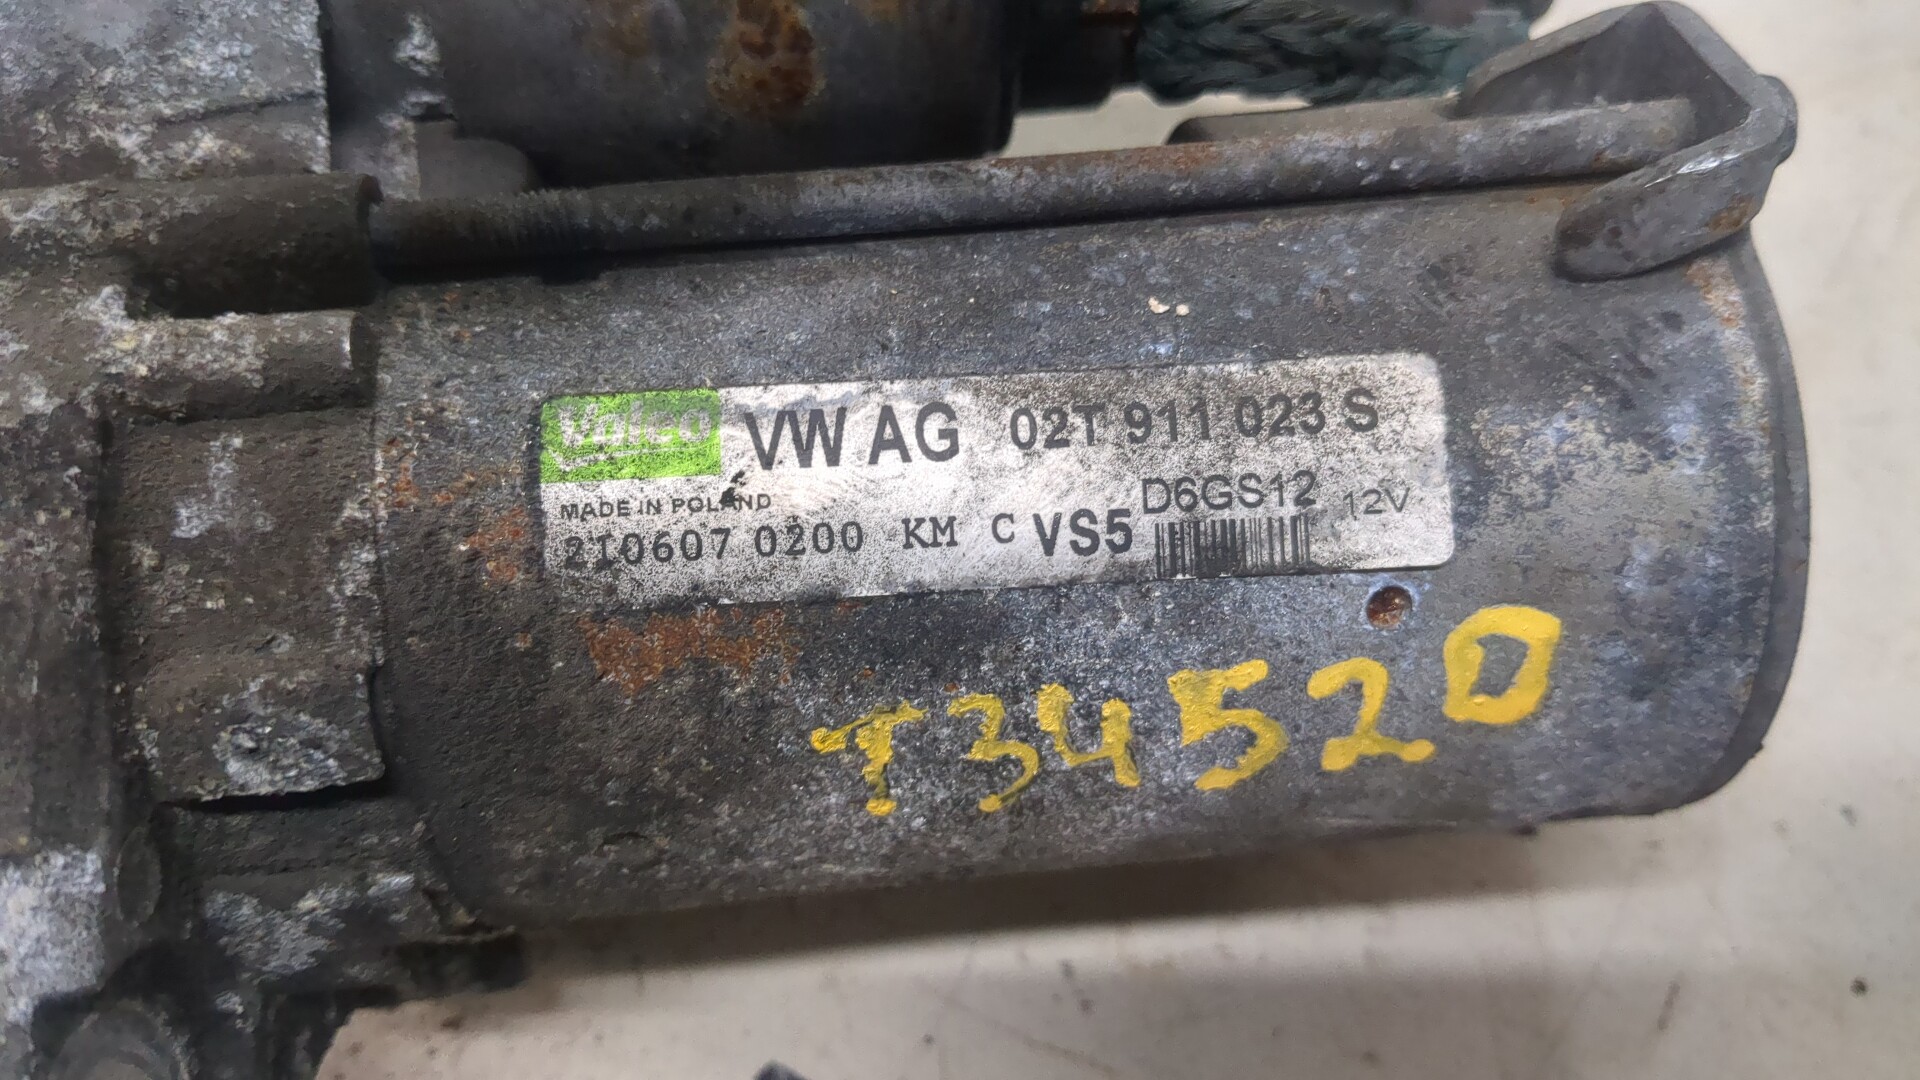 Valeo VW AG 02T 911 023 S
MADE IN POLAND D6GS12 12V
210607 0200 KM C VS5
T34520